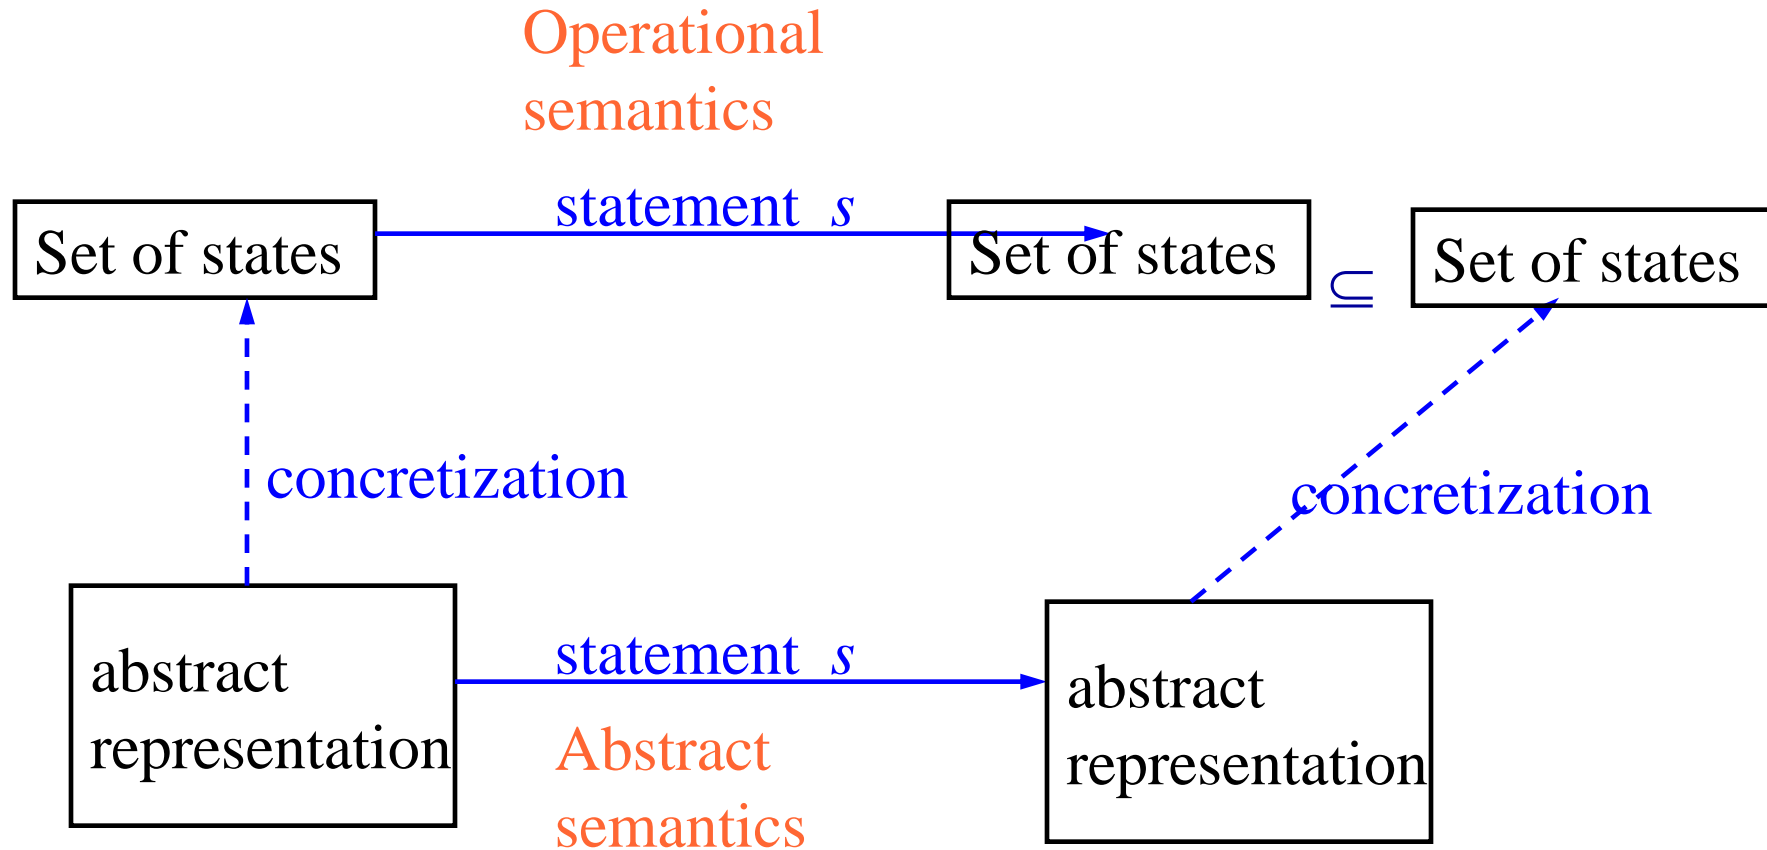 Operational
semantics
statement s
Set of states
Set of states
⊆
Set of states
concretization
concretization
abstract
representation
statement s
abstract
representation
Abstract
semantics